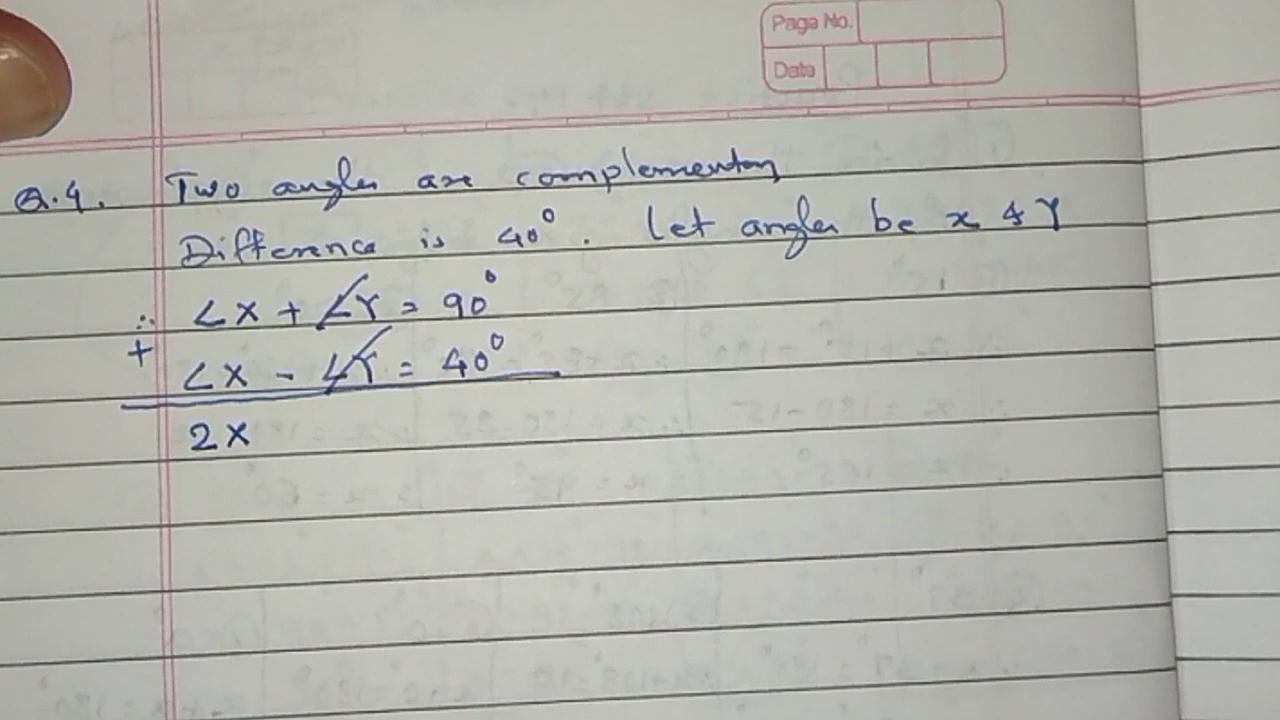 Page No.
Date
Q.4. Two angles are complementary
Difference is 40°. Let angles be x & Y
∴ ∠X + ∠Y = 90°
+
∠X - ∠Y = 40°
2X